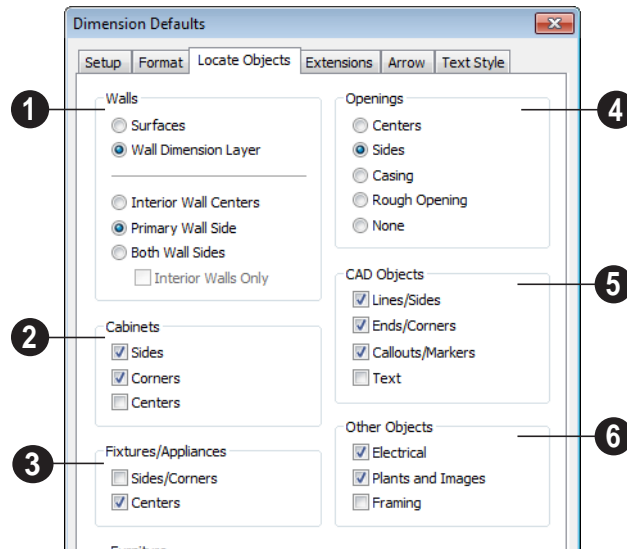 Dimension Defaults
Setup Format Locate Objects Extensions Arrow Text Style
1
Walls
Surfaces
Wall Dimension Layer
Interior Wall Centers
Primary Wall Side
Both Wall Sides
Interior Walls Only
2
Cabinets
Sides
Corners
Centers
3
Fixtures/Appliances
Sides/Corners
Centers
Furniture
Openings
4
Centers
Sides
Casing
Rough Opening
None
CAD Objects
5
Lines/Sides
Ends/Corners
Callouts/Markers
Text
Other Objects
6
Electrical
Plants and Images
Framing